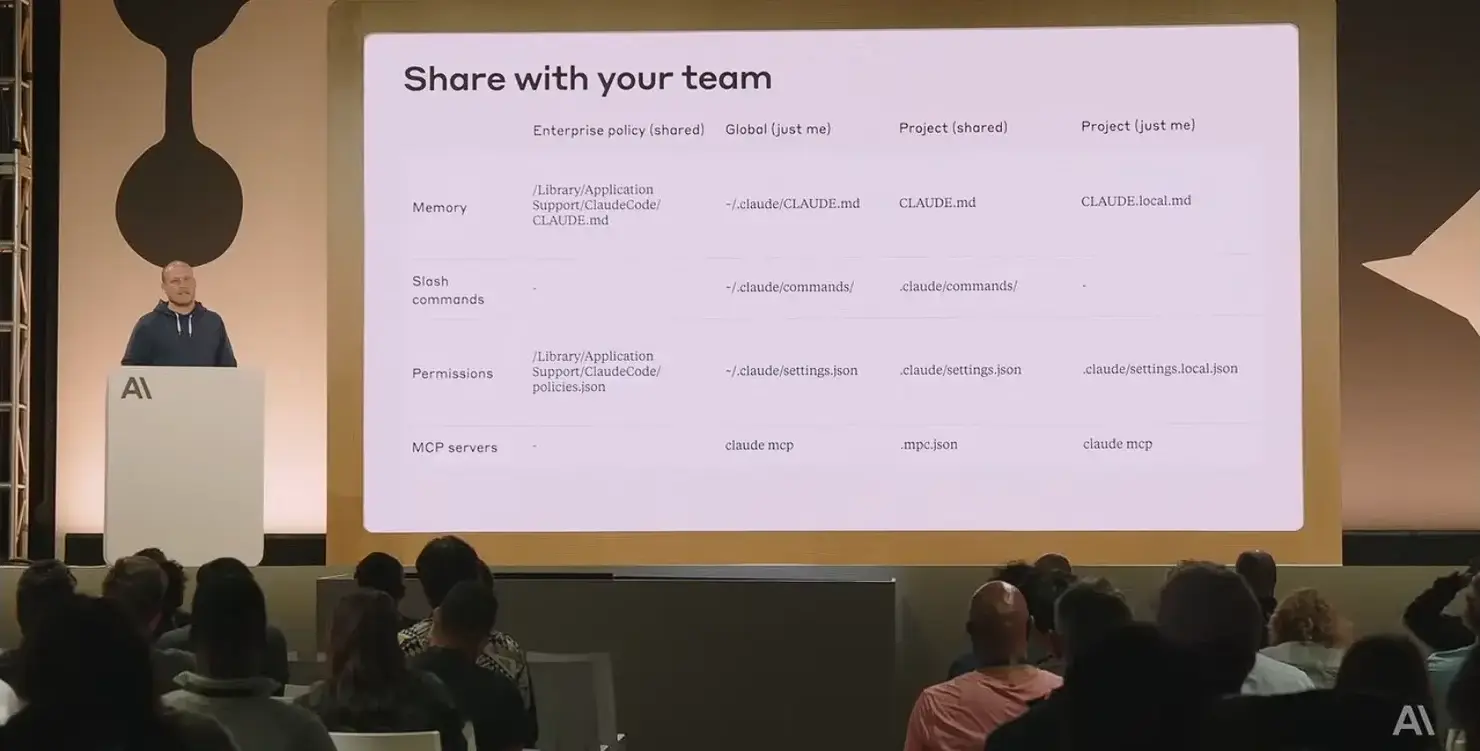 Share with your team
Enterprise policy (shared) Global (just me) Project (shared) Project (just me)
Memory
/Library/Application
Support/ClaudeCode/
CLAUDE.md
~/.claude/CLAUDE.md
CLAUDE.md
CLAUDE.local.md
Slash
commands
-
~/.claude/commands/
.claude/commands/
-
Permissions
/Library/Application
Support/ClaudeCode/
policies.json
~/.claude/settings.json
.claude/settings.json
.claude/settings.local.json
MCP servers
-
claude mcp
.mpc.json
claude mcp
A\
A\